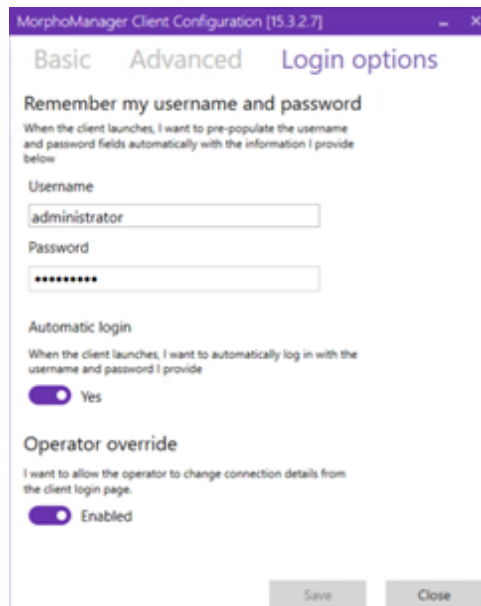 MorphoManager Client Configuration [15.3.2.7]
Basic Advanced Login options
Remember my username and password
When the client launches, I want to pre-populate the username
and password fields automatically with the information I provide
below
Username
administrator
Password
•••••••••
Automatic login
When the client launches, I want to automatically log in with the
username and password I provide
Yes
Operator override
I want to allow the operator to change connection details from
the client login page.
Enabled
Save Close